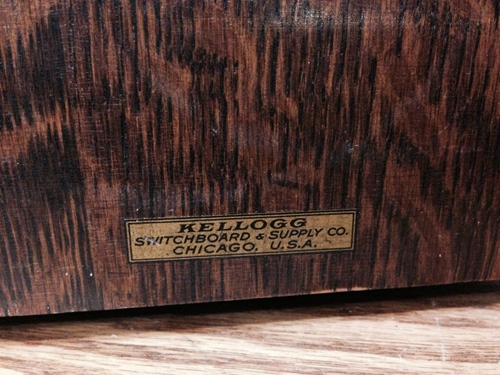 KELLOGG
SWITCHBOARD & SUPPLY CO.
CHICAGO, U.S.A.